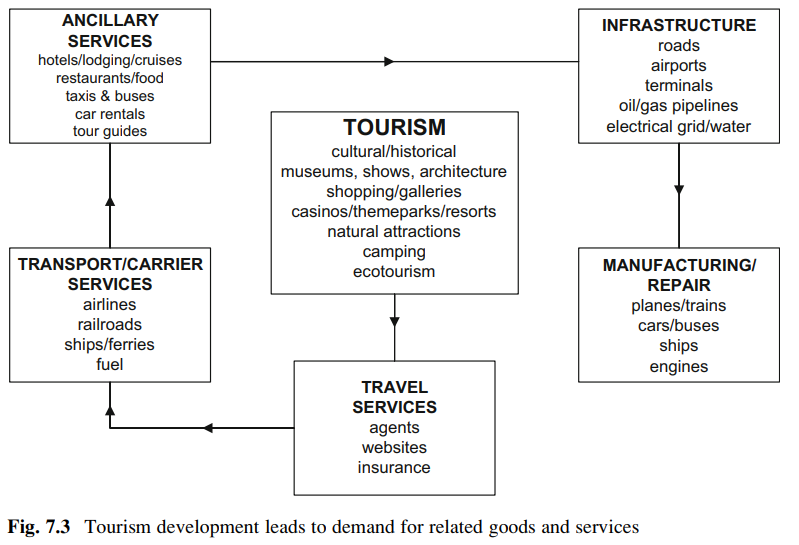 ANCILLARY
SERVICES
hotels/lodging/cruises
restaurants/food
taxis & buses
car rentals
tour guides
INFRASTRUCTURE
roads
airports
terminals
oil/gas pipelines
electrical grid/water
TOURISM
cultural/historical
museums, shows, architecture
shopping/galleries
casinos/themeparks/resorts
natural attractions
camping
ecotourism
TRANSPORT/CARRIER
SERVICES
airlines
railroads
ships/ferries
fuel
MANUFACTURING/
REPAIR
planes/trains
cars/buses
ships
engines
TRAVEL
SERVICES
agents
websites
insurance
Fig. 7.3 Tourism development leads to demand for related goods and services